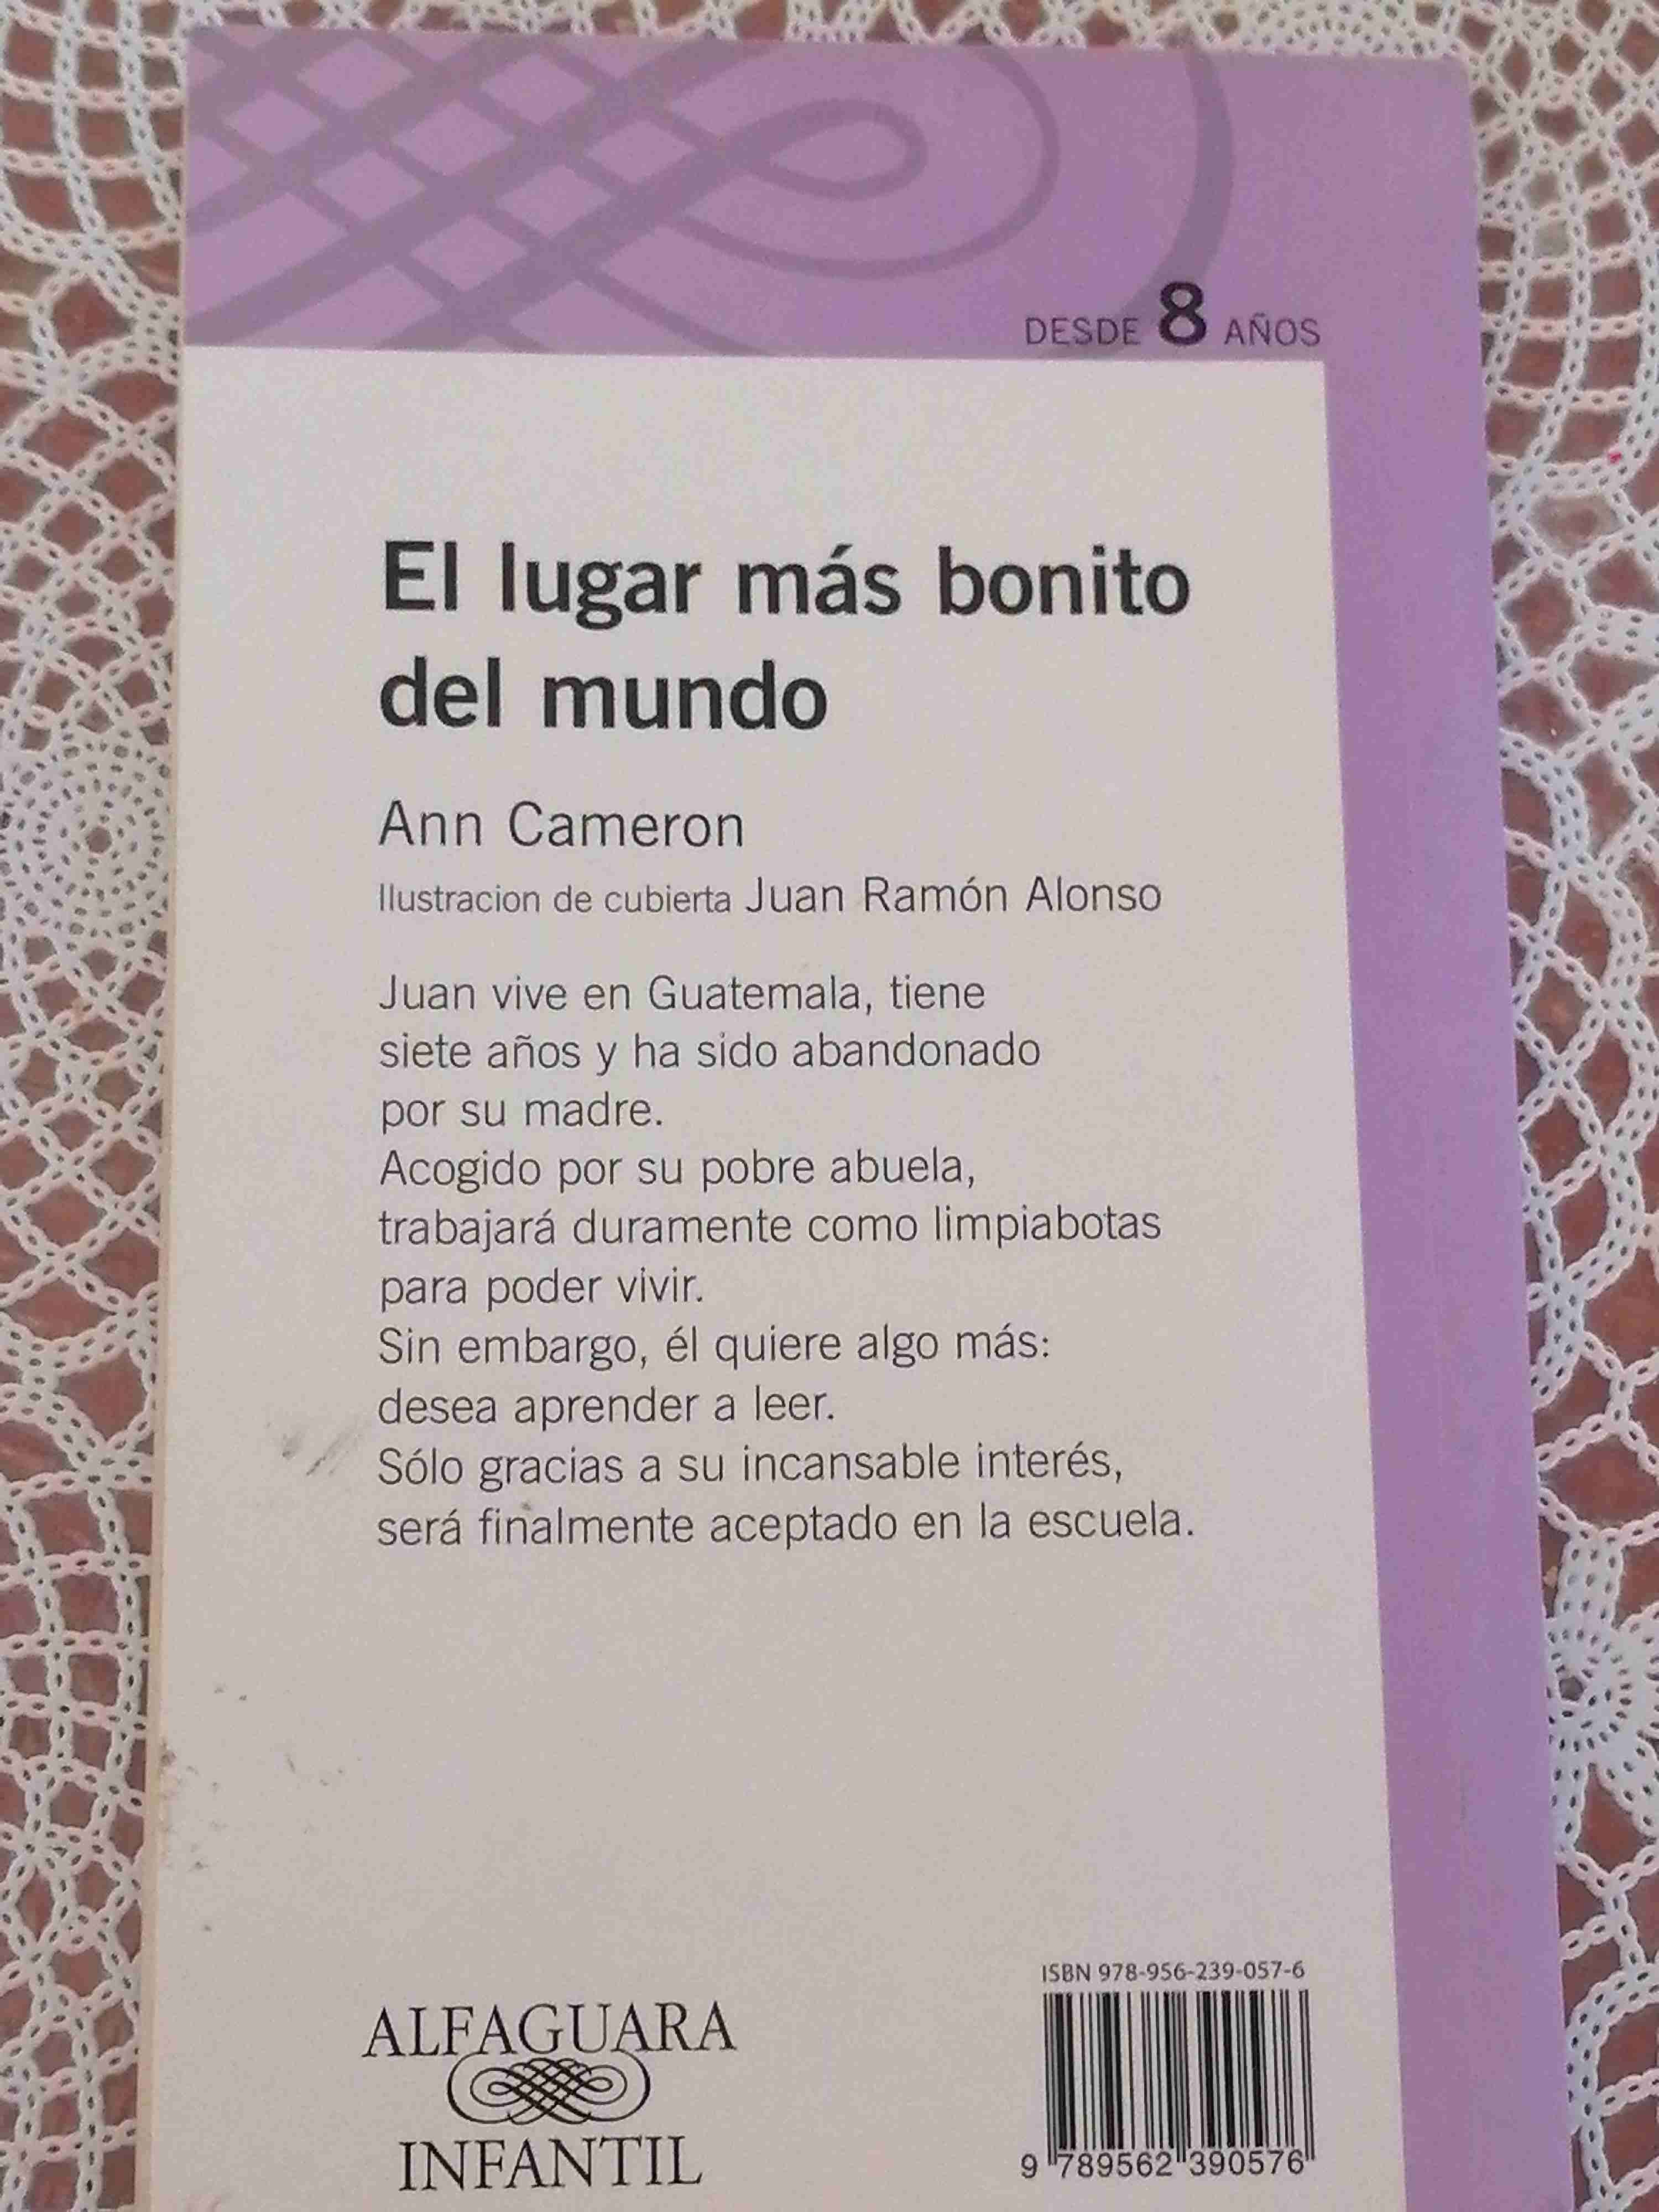 DESDE 8 AÑOS
El lugar más bonito
del mundo
Ann Cameron
Ilustracion de cubierta Juan Ramón Alonso
Juan vive en Guatemala, tiene
siete años y ha sido abandonado
por su madre.
Acogido por su pobre abuela,
trabajará duramente como limpiabotas
para poder vivir.
Sin embargo, él quiere algo más:
desea aprender a leer.
Sólo gracias a su incansable interés,
será finalmente aceptado en la escuela.
ISBN 978-956-239-057-6
ALFAGUARA
INFANTIL
9 789562 390576